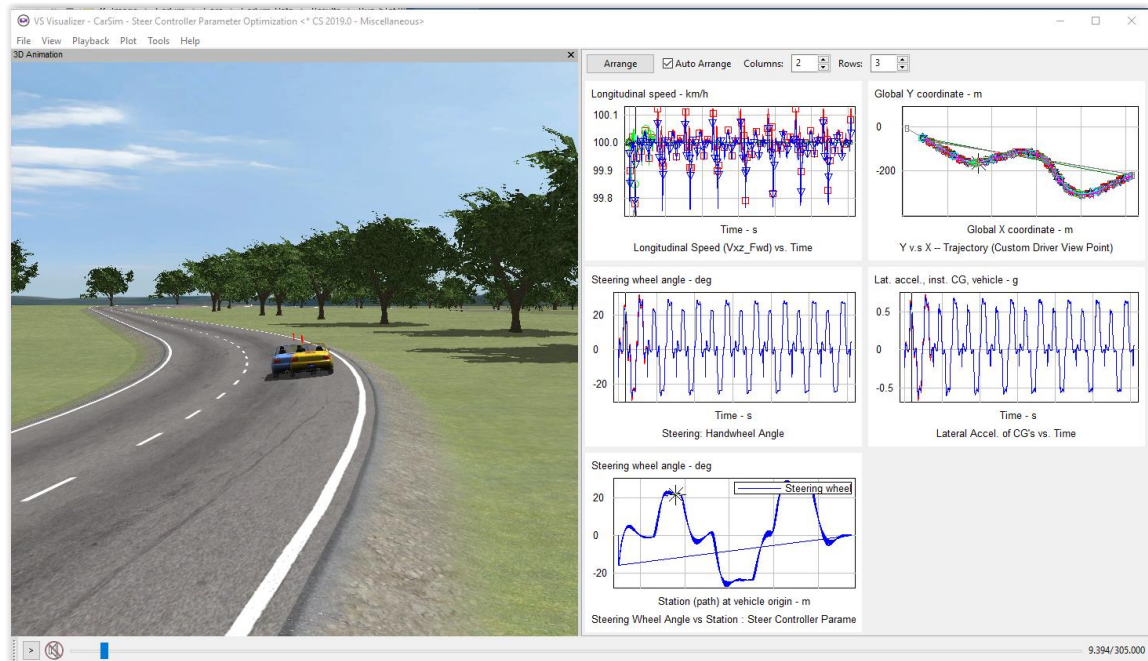 VS Visualizer - CarSim - Steer Controller Parameter Optimization <* CS 2019.0 - Miscellaneous>
File View Playback Plot Tools Help
3D Animation
Arrange Auto Arrange Columns: 2 Rows: 3
Longitudinal speed - km/h
100.1
100.0
99.9
99.8
Time - s
Longitudinal Speed (Vxz_Fwd) vs. Time
Global Y coordinate - m
0
-200
Global X coordinate - m
Y v.s X -- Trajectory (Custom Driver View Point)
Steering wheel angle - deg
20
0
-20
Time - s
Steering: Handwheel Angle
Lat. accel., inst. CG, vehicle - g
0.5
0
-0.5
Time - s
Lateral Accel. of CG's vs. Time
Steering wheel angle - deg
Steering wheel
20
0
-20
Station (path) at vehicle origin - m
Steering Wheel Angle vs Station : Steer Controller Parame
> 9.394/305.000